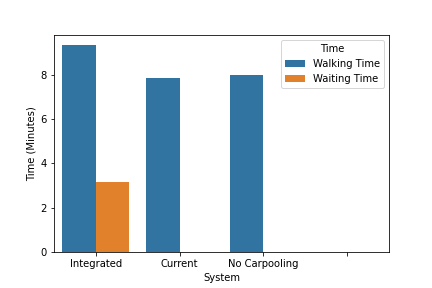 Time
Walking Time
Waiting Time
Time (Minutes)
8
6
4
2
0
Integrated
Current
No Carpooling
System